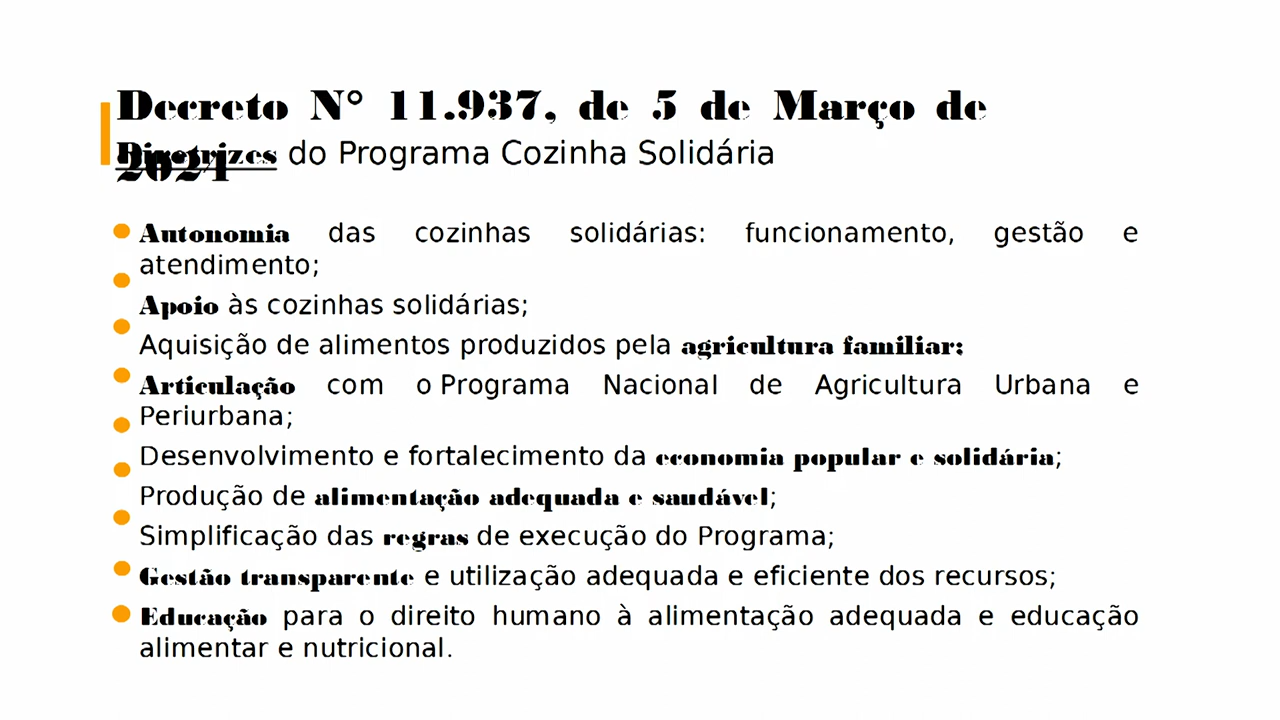 Decreto N° 11.937, de 5 de Março de
2024
Diretrizes do Programa Cozinha Solidária
Autonomia das cozinhas solidárias: funcionamento, gestão e
atendimento;
Apoio às cozinhas solidárias;
Aquisição de alimentos produzidos pela agricultura familiar;
Articulação com o Programa Nacional de Agricultura Urbana e
Periurbana;
Desenvolvimento e fortalecimento da economia popular e solidária;
Produção de alimentação adequada e saudável;
Simplificação das regras de execução do Programa;
Gestão transparente e utilização adequada e eficiente dos recursos;
Educação para o direito humano à alimentação adequada e educação
alimentar e nutricional.